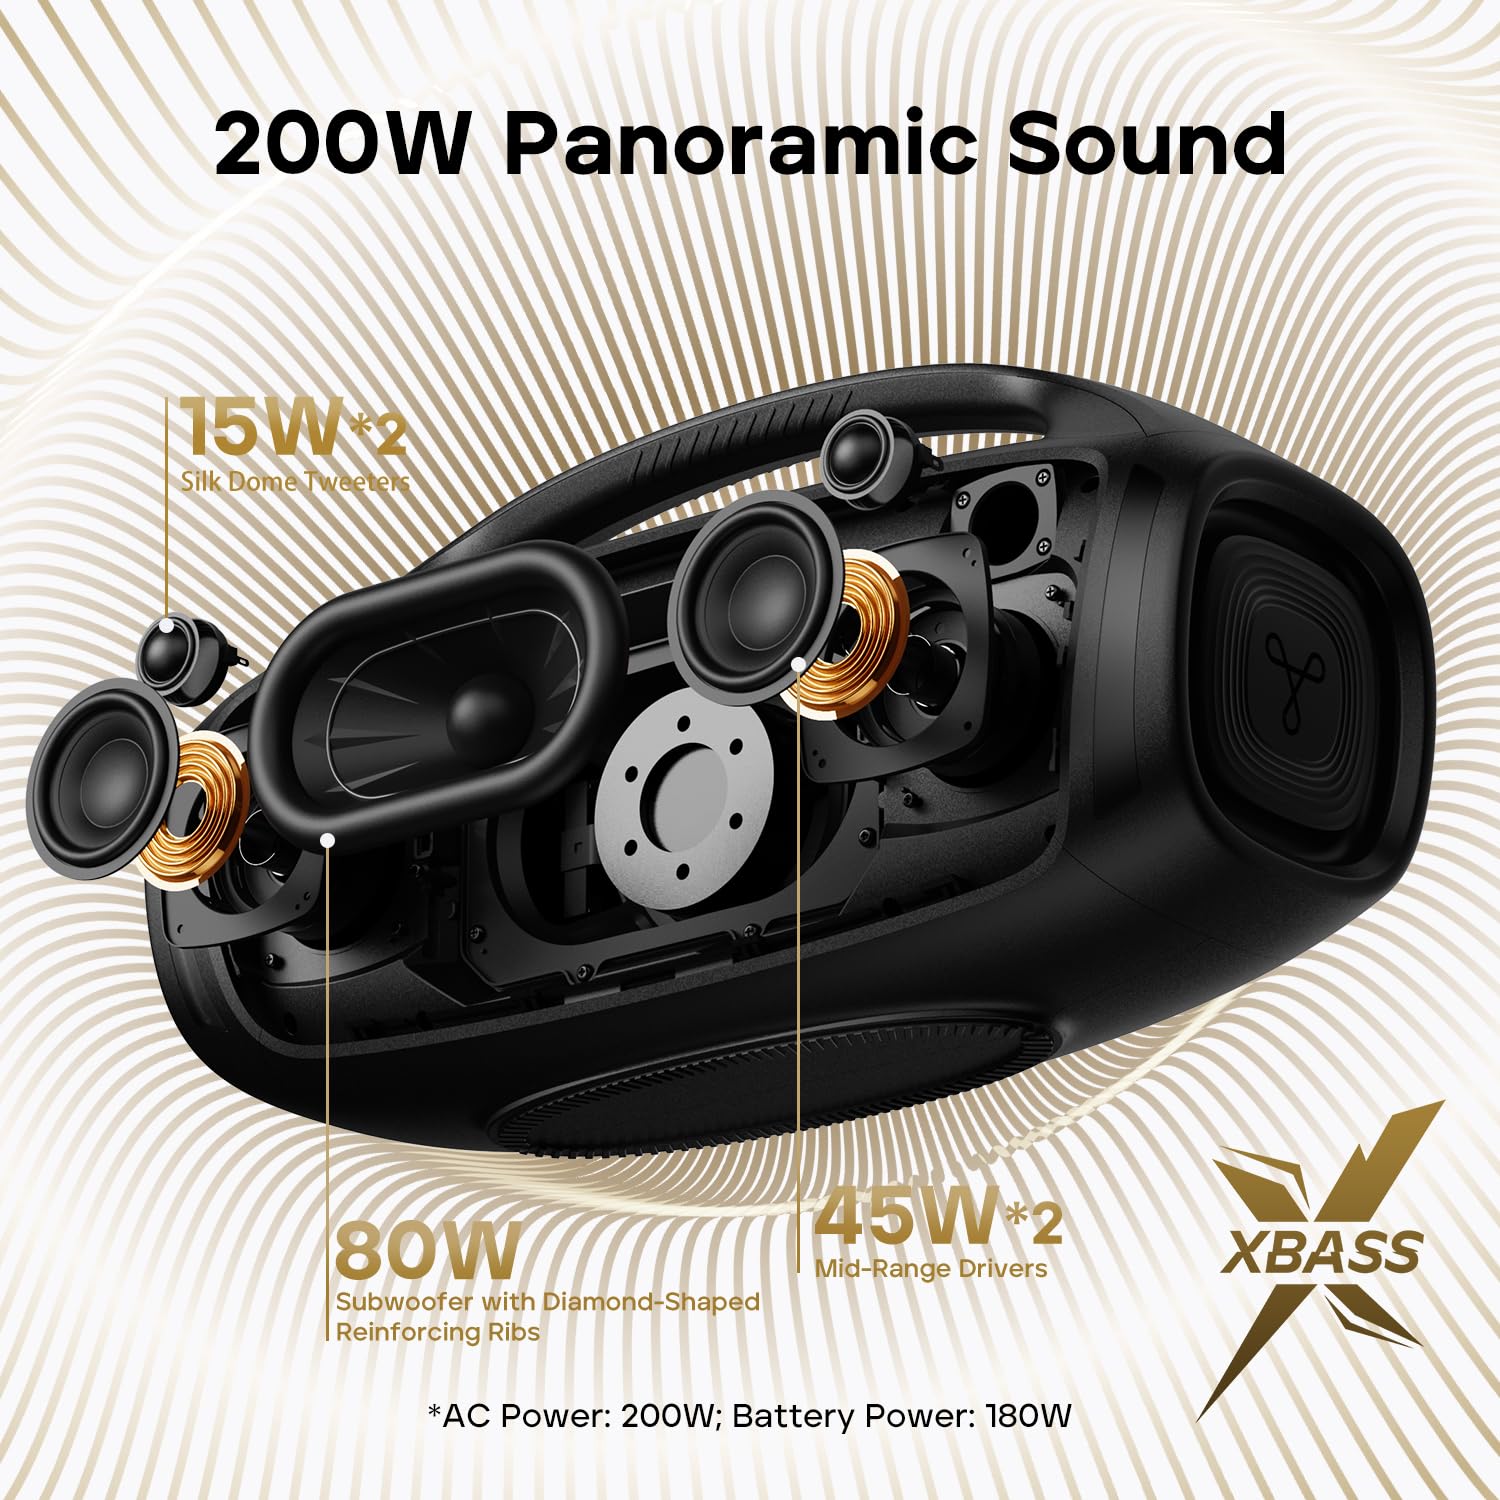 200W Panoramic Sound
15W*2
Silk Dome Tweeters
80W
Subwoofer with Diamond-Shaped
Reinforcing Ribs
45W*2
Mid-Range Drivers
XBASS
*AC Power: 200W; Battery Power: 180W